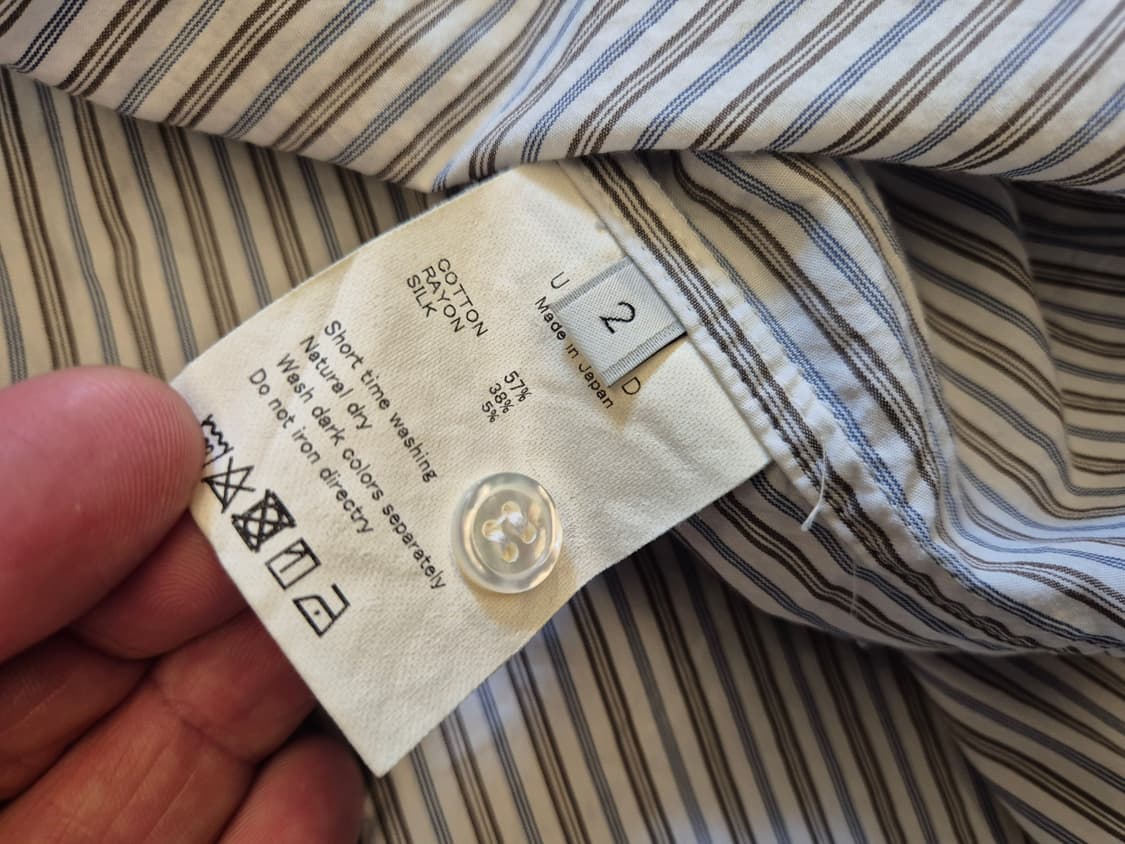 U
2
Made in Japan
D
COTTON 57%
RAYON 38%
SILK 5%
Short time washing
Natural dry
Wash dark colors separately
Do not iron directry